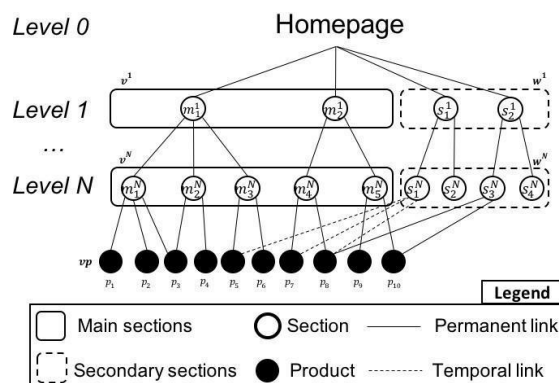 Level 0 Homepage
v¹ w¹
Level 1 m₁¹ m₂¹ s₁¹ s₂¹
...
vᴺ wᴺ
Level N m₁ᴺ m₂ᴺ m₃ᴺ m₄ᴺ m₅ᴺ s₁ᴺ s₂ᴺ s₃ᴺ s₄ᴺ
vp
p₁ p₂ p₃ p₄ p₅ p₆ p₇ p₈ p₉ p₁₀
Legend
Main sections Section Permanent link
Secondary sections Product Temporal link